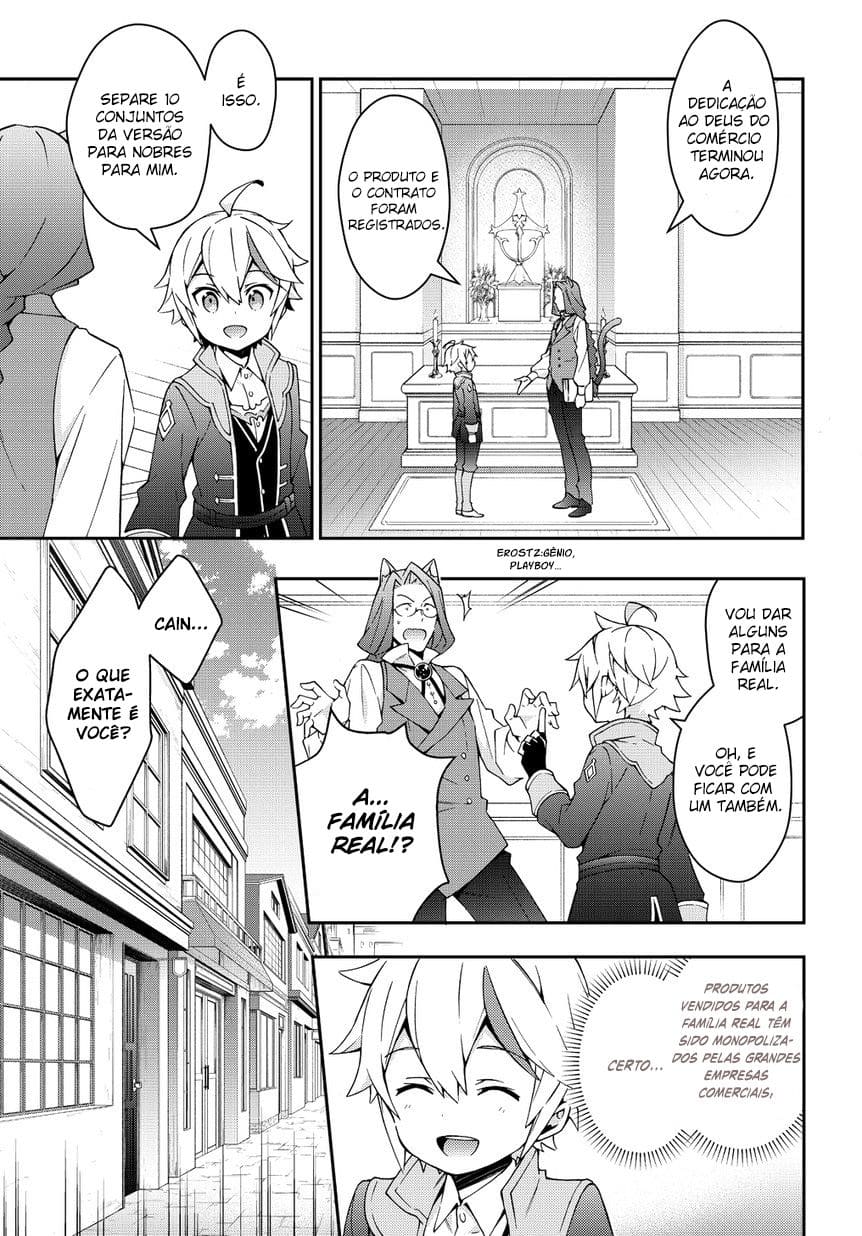 A
DEDICAÇÃO
AO DEUS DO
COMÉRCIO
TERMINOU
AGORA.
O PRODUTO E
O CONTRATO
FORAM
REGISTRADOS.
É
ISSO.
SEPARE 10
CONJUNTOS
DA VERSÃO
PARA NOBRES
PARA MIM.
EROSTZ:GÊNIO,
PLAYBOY...
VOU DAR
ALGUNS
PARA A
FAMÍLIA
REAL.
OH, E
VOCÊ PODE
FICAR COM
UM TAMBÉM.
A...
FAMÍLIA
REAL!?
CAIN...
O QUE
EXATA-
MENTE É
VOCÊ?
PRODUTOS
VENDIDOS PARA A
FAMÍLIA REAL TÊM
SIDO MONOPOLIZA-
DOS PELAS GRANDES
EMPRESAS
COMERCIAIS,
CERTO...